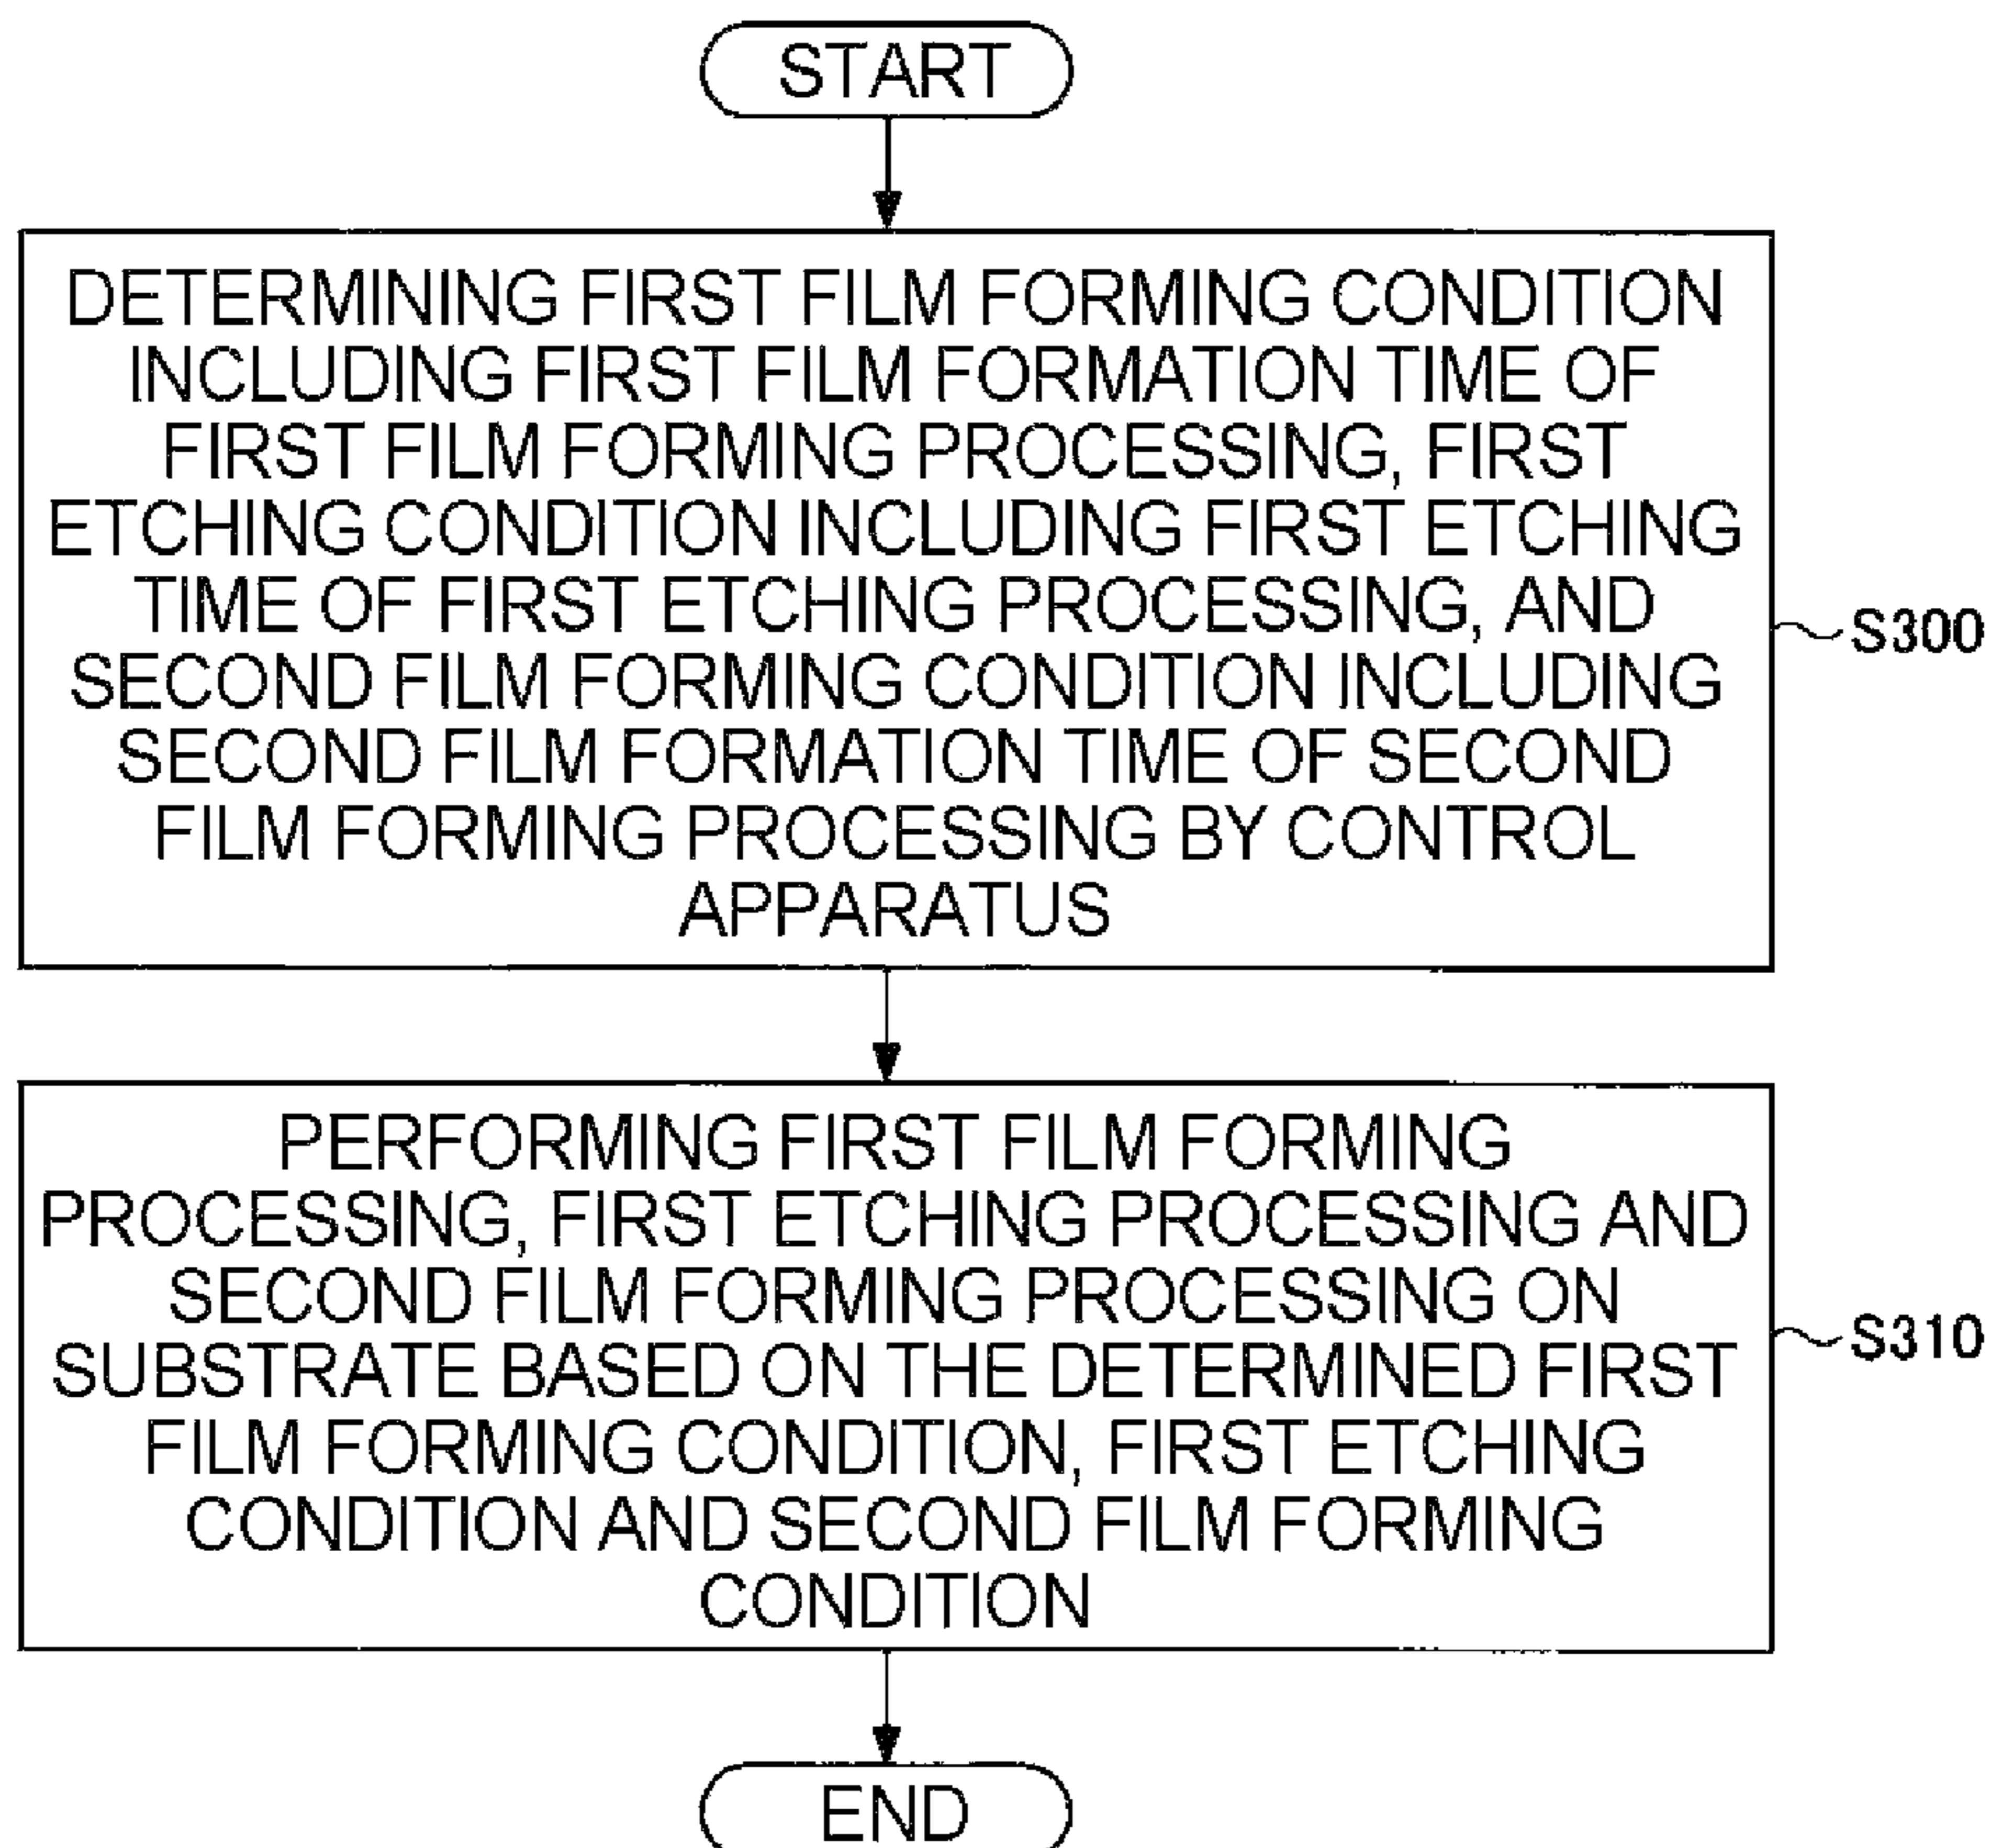 START
DETERMINING FIRST FILM FORMING CONDITION
INCLUDING FIRST FILM FORMATION TIME OF
FIRST FILM FORMING PROCESSING, FIRST
ETCHING CONDITION INCLUDING FIRST ETCHING
TIME OF FIRST ETCHING PROCESSING, AND
SECOND FILM FORMING CONDITION INCLUDING
SECOND FILM FORMATION TIME OF SECOND
FILM FORMING PROCESSING BY CONTROL
APPARATUS
S300
PERFORMING FIRST FILM FORMING
PROCESSING, FIRST ETCHING PROCESSING AND
SECOND FILM FORMING PROCESSING ON
SUBSTRATE BASED ON THE DETERMINED FIRST
FILM FORMING CONDITION, FIRST ETCHING
CONDITION AND SECOND FILM FORMING
CONDITION
S310
END